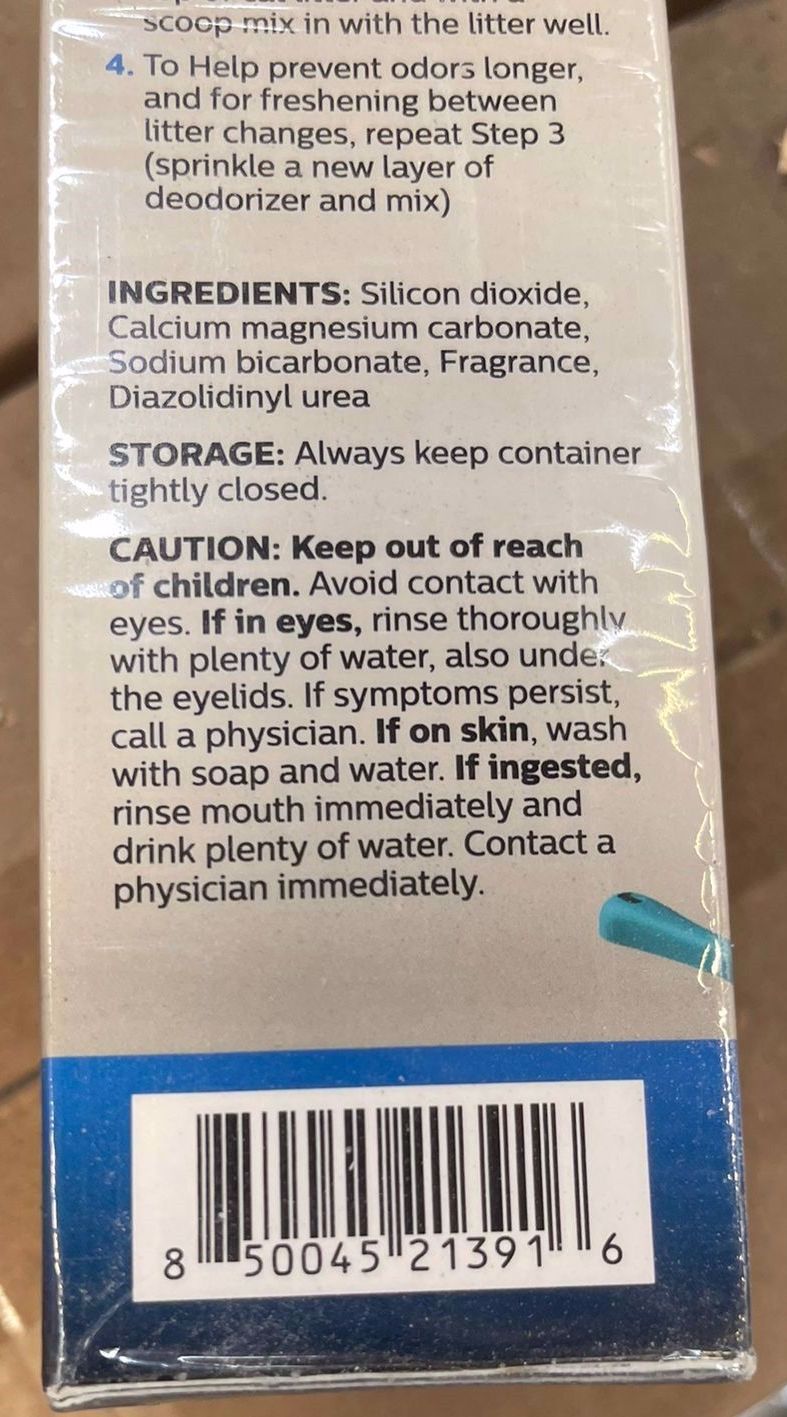 scoop mix in with the litter well.
4. To Help prevent odors longer,
and for freshening between
litter changes, repeat Step 3
(sprinkle a new layer of
deodorizer and mix)
INGREDIENTS: Silicon dioxide,
Calcium magnesium carbonate,
Sodium bicarbonate, Fragrance,
Diazolidinyl urea
STORAGE: Always keep container
tightly closed.
CAUTION: Keep out of reach
of children. Avoid contact with
eyes. If in eyes, rinse thoroughly
with plenty of water, also under
the eyelids. If symptoms persist,
call a physician. If on skin, wash
with soap and water. If ingested,
rinse mouth immediately and
drink plenty of water. Contact a
physician immediately.
8 50045 21391 6